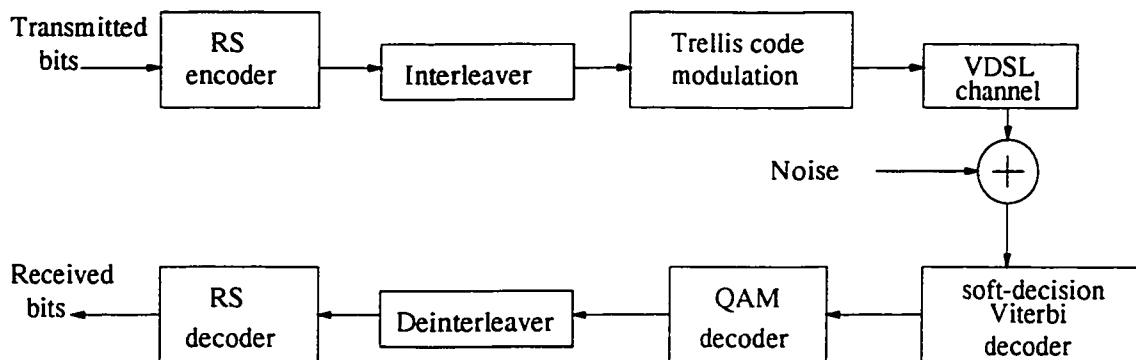 Transmitted
bits
RS
encoder
Interleaver
Trellis code
modulation
VDSL
channel
Noise
+
Received
bits
RS
decoder
Deinterleaver
QAM
decoder
soft-decision
Viterbi
decoder